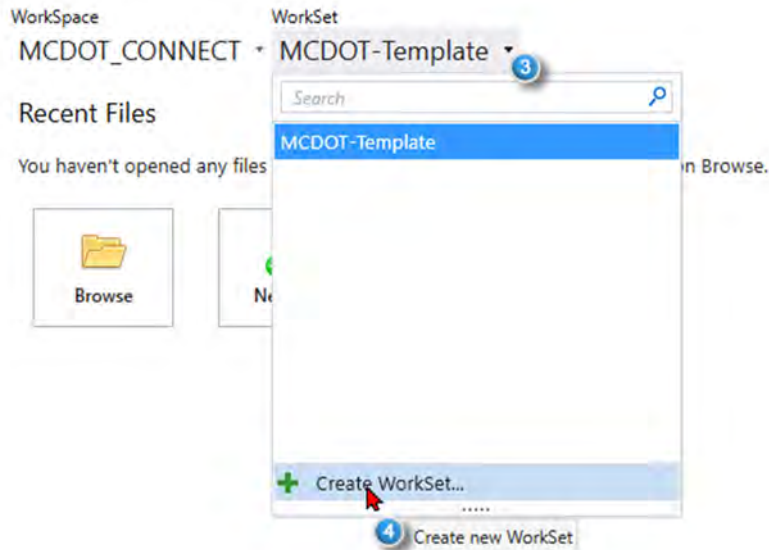 WorkSpace WorkSet
MCDOT_CONNECT MCDOT-Template
3
Search
Recent Files
MCDOT-Template
You haven't opened any files n Browse.
Browse
Ne
Create WorkSet...
4 Create new WorkSet